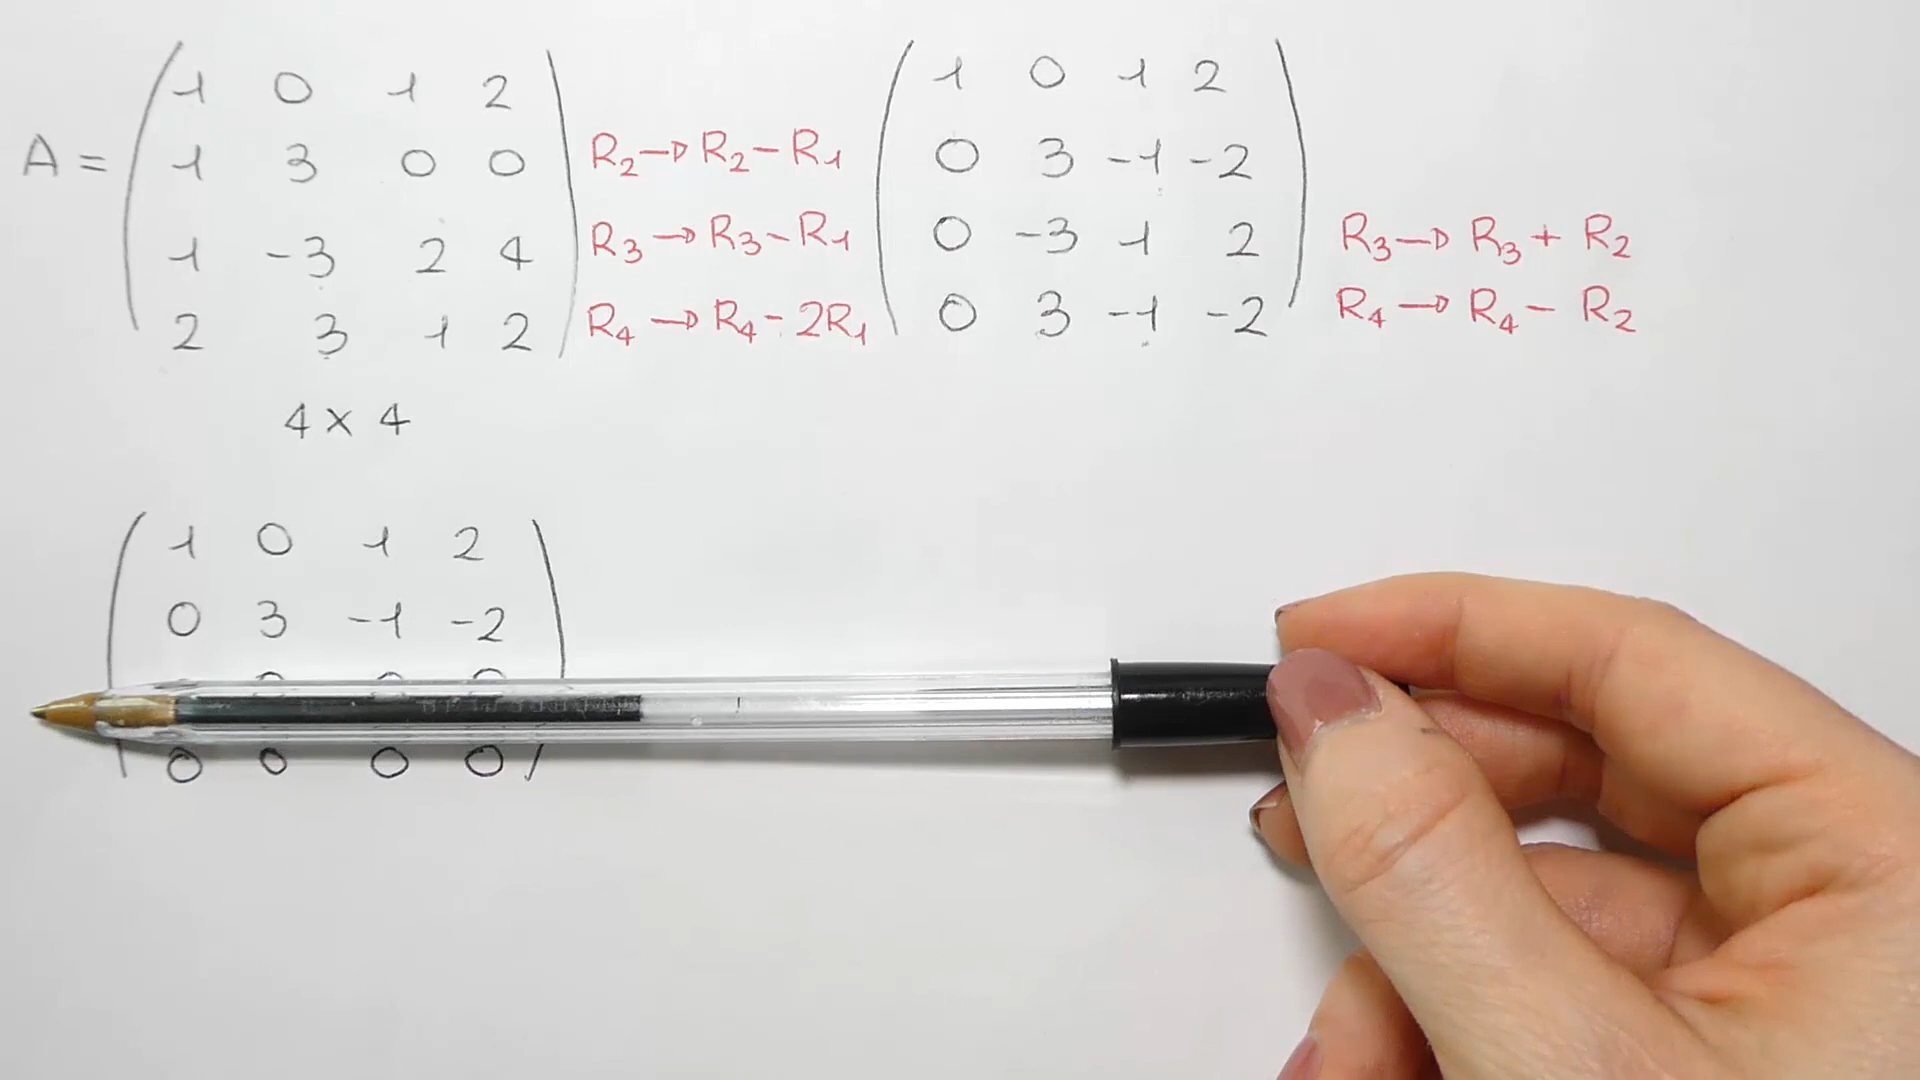 A = ( 1 0 1 2 )
1 3 0 0
1 -3 2 4
2 3 1 2
4 x 4
R2 → R2 - R1
R3 → R3 - R1
R4 → R4 - 2R1
( 1 0 1 2 )
0 3 -1 -2
0 -3 1 2
0 3 -1 -2
R3 → R3 + R2
R4 → R4 - R2
( 1 0 1 2 )
0 3 -1 -2
0 0 0 0